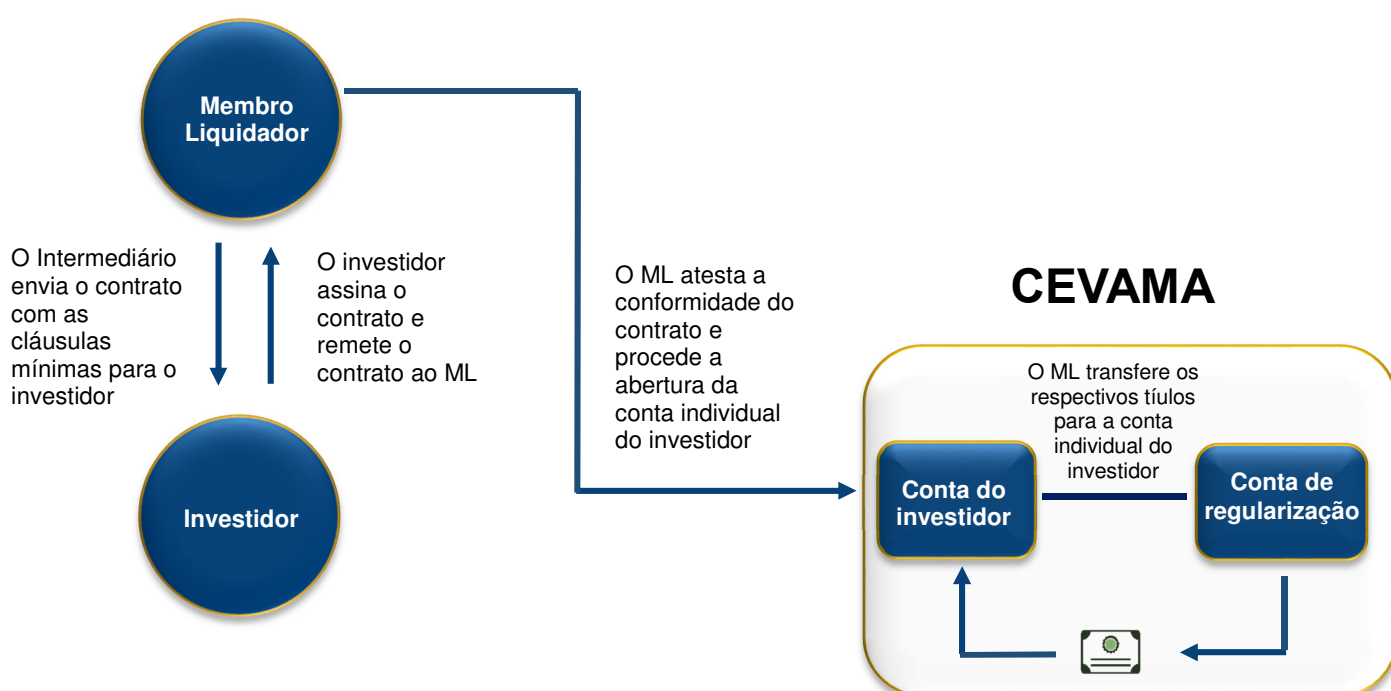 Membro
Liquidador
O Intermediário
envia o contrato
com as
cláusulas
mínimas para o
investidor
O investidor
assina o
contrato e
remete o
contrato ao ML
Investidor
O ML atesta a
conformidade do
contrato e
procede a
abertura da
conta individual
do investidor
CEVAMA
O ML transfere os
respectivos tíulos
para a conta
individual do
investidor
Conta do
investidor
Conta de
regularização